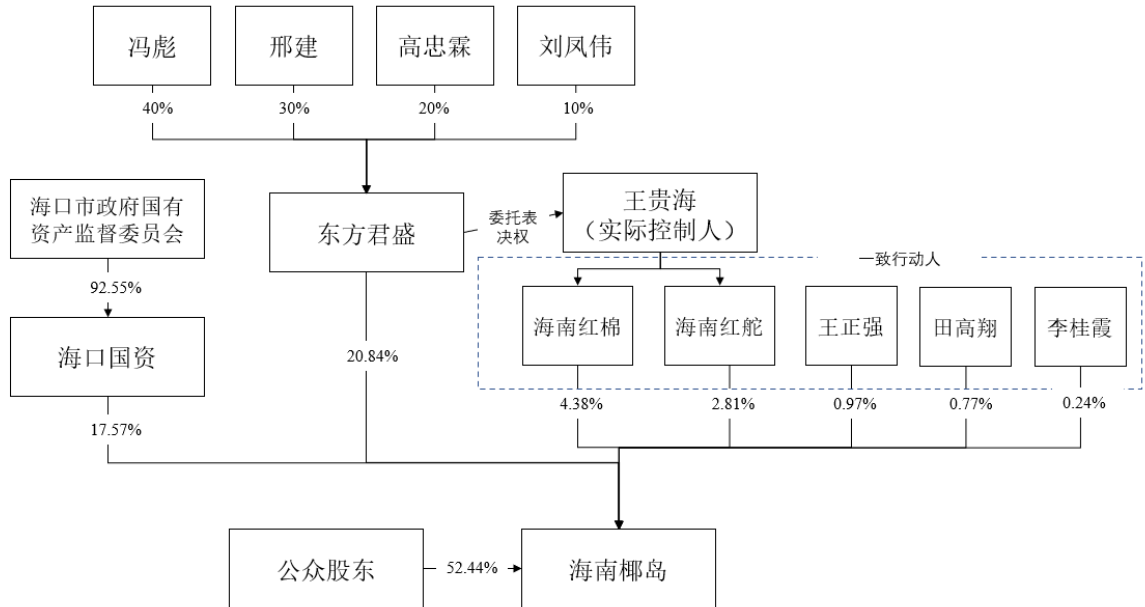 冯彪
邢建
高忠霖
刘凤伟
40%
30%
20%
10%
海口市政府国有
资产监督委员会
东方君盛
委托表
决权
王贵海
（实际控制人）
一致行动人
92.55%
海口国资
20.84%
海南红棉
海南红舵
王正强
田高翔
李桂霞
17.57%
4.38%
2.81%
0.97%
0.77%
0.24%
公众股东
52.44%
海南椰岛